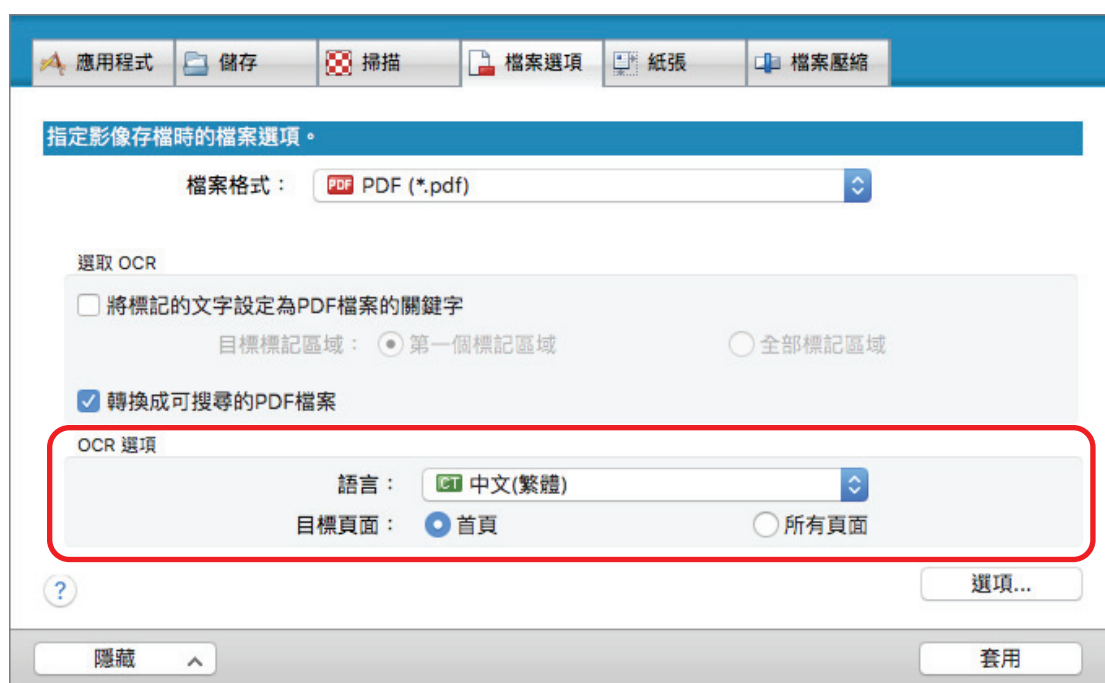 應用程式 儲存 掃描 檔案選項 紙張 檔案壓縮
指定影像存檔時的檔案選項。
檔案格式： PDF PDF (*.pdf)
選取 OCR
將標記的文字設定為PDF檔案的關鍵字
目標標記區域： 第一個標記區域 全部標記區域
轉換成可搜尋的PDF檔案
OCR 選項
語言： CT 中文(繁體)
目標頁面： 首頁 所有頁面
? 選項...
隱藏 套用